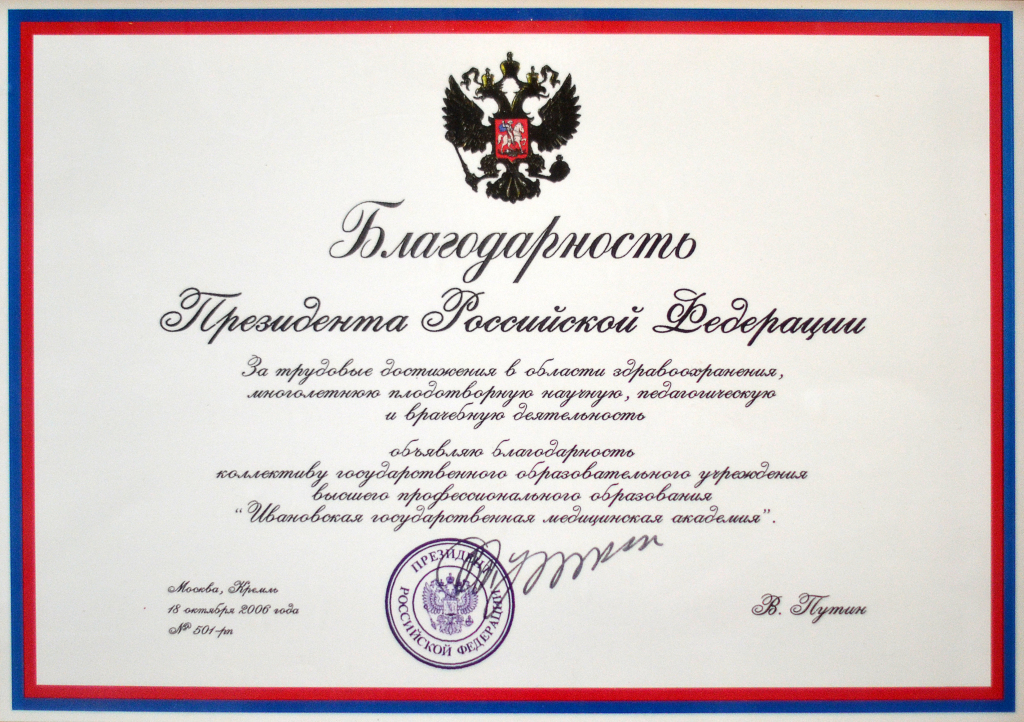 Благодарность
Президента Российской Федерации
За трудовые достижения в области здравоохранения,
многолетнюю плодотворную научную, педагогическую
и врачебную деятельность
объявляю благодарность
коллективу государственного образовательного учреждения
высшего профессионального образования
“Ивановская государственная медицинская академия”.
ПРЕЗИДЕНТ
РОССИЙСКОЙ ФЕДЕРАЦИИ
Москва, Кремль
18 октября 2006 года
№ 501-рп
В. Путин